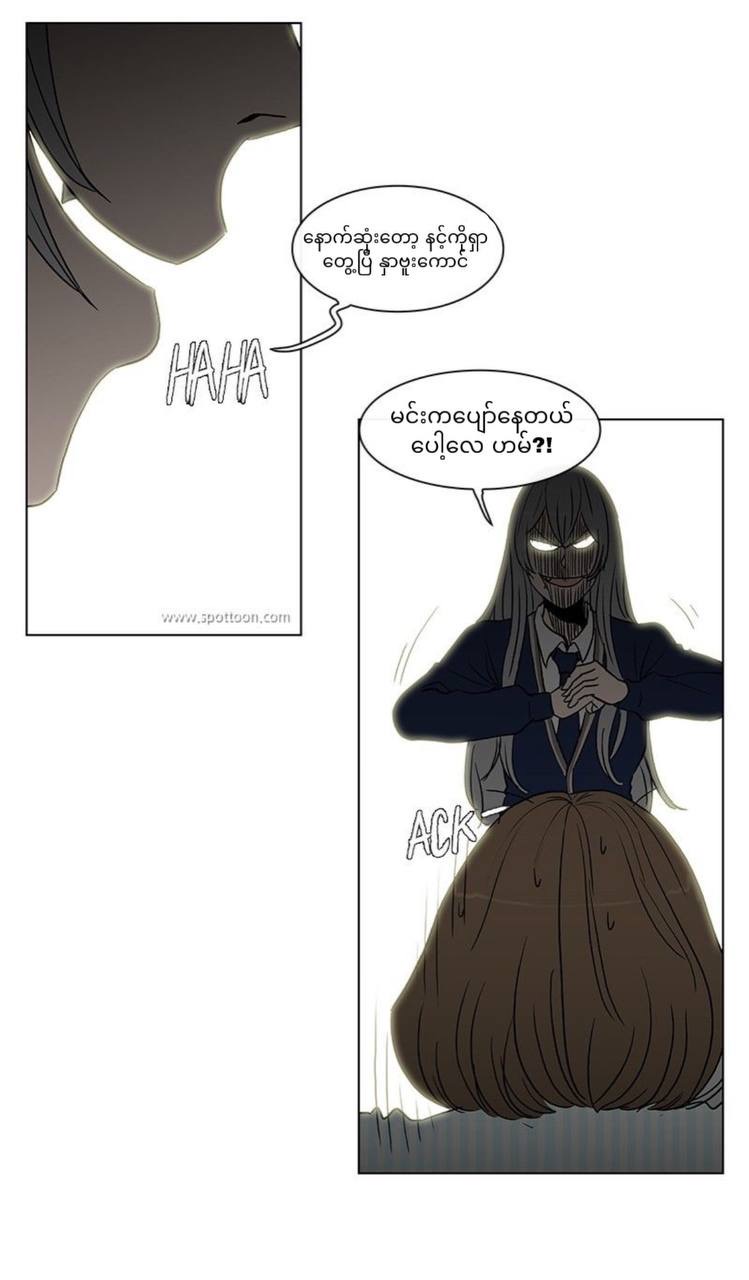 နောက်ဆုံးတော့ နင့်ကိုရှာ
တွေ့ပြီ နှာဗူးကောင်
HAHA
မင်းကပျော်နေတယ်
ပေါ့လေ ဟမ်?!
www.spottoon.com
ACK